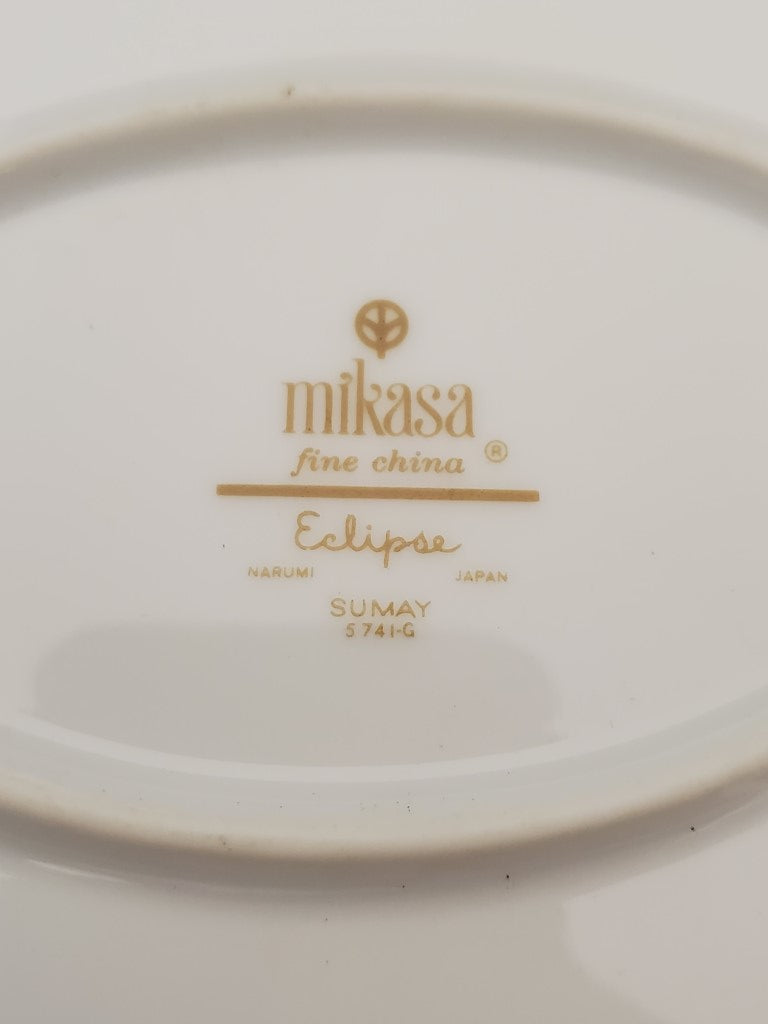 mikasa
fine china ®
Eclipse
NARUMI JAPAN
SUMAY
5741-G